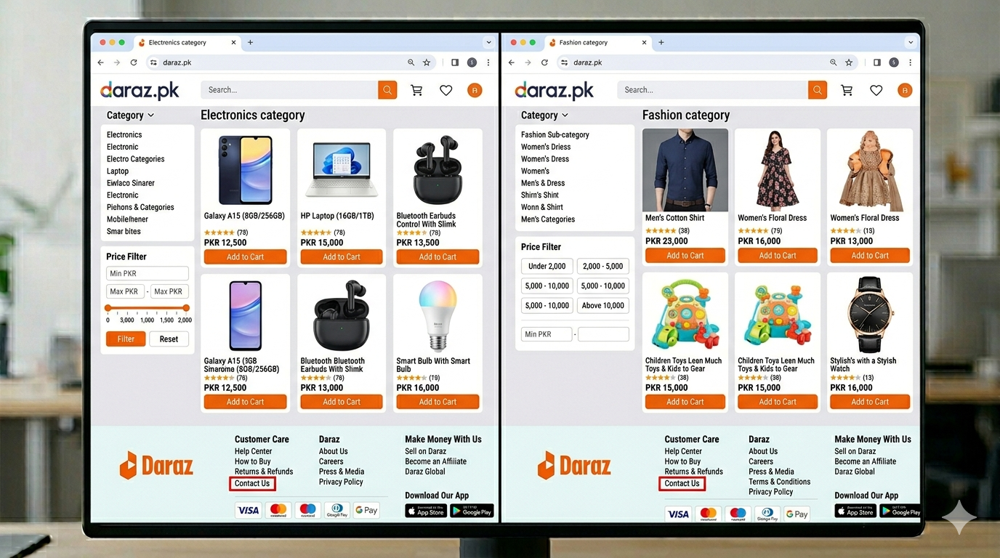 Electronics category
daraz.pk
S
daraz.pk
Search...
A
Category
Electronics
Electronic
Electro Categories
Laptop
Eiwlaco Sinarer
Electronic
Piehons & Categories
Mobileñener
Smar bites
Price Filter
Min PKR
Max PKR - Max PKR
0 3,000 1,000 1,500 2,000
Filter Reset
Electronics category
Galaxy A15 (8GB/256GB)
(78)
PKR 12,500
Add to Cart
HP Laptop (16GB/1TB)
(78)
PKR 15,000
Add to Cart
Bluetooth Earbuds
Control With Slimk
(78)
PKR 13,500
Add to Cart
Galaxy A15 (3GB
Sinarome (8GB/256GB)
(76)
PKR 12,500
Add to Cart
Bluetooth Bluetooth
Earbuds With Slimk
(76)
PKR 13,000
Add to Cart
Smart Bulb With Smart
Bulb
(19)
PKR 16,000
Add to Cart
Daraz
Customer Care
Help Center
How to Buy
Returns & Refunds
Contact Us
Daraz
About Us
Careers
Press & Media
Privacy Policy
Make Money With Us
Sell on Daraz
Become an Affiliate
Daraz Global
Download Our App
VISA
G Pay
App Store
Google Play
Fashion category
daraz.pk
S
daraz.pk
Search...
A
Category
Fashion Sub-category
Women's Driess
Women's Dress
Women's
Men's & Dress
Shirn's Shint
Wonn & Shirt
Men's Categories
Price Filter
Under 2,000 2,000 - 5,000
5,000 - 10,000 5,000 - 10,000
5,000 - 10,000 Above 10,000
Min PKR -
Fashion category
Men's Cotton Shirt
(38)
PKR 23,000
Add to Cart
Women's Floral Dress
(79)
PKR 16,000
Add to Cart
Women's Floral Dress
(13)
PKR 13,000
Add to Cart
Children Toys Leen Much
Toys & Kids to Gear
(38)
PKR 15,000
Add to Cart
Children Toys Leen Much
Toys & Kids to Gear
(38)
PKR 15,000
Add to Cart
Stylish's with a Stylish
Watch
(13)
PKR 16,000
Add to Cart
Daraz
Customer Care
Help Center
How to Buy
Returns & Refunds
Contact Us
Daraz
About Us
Careers
Press & Media
Terms & Conditions
Privacy Policy
Make Money With Us
Sell on Daraz
Become an Affiliate
Daraz Global
Download Our App
VISA
G Pay
App Store
Google Play